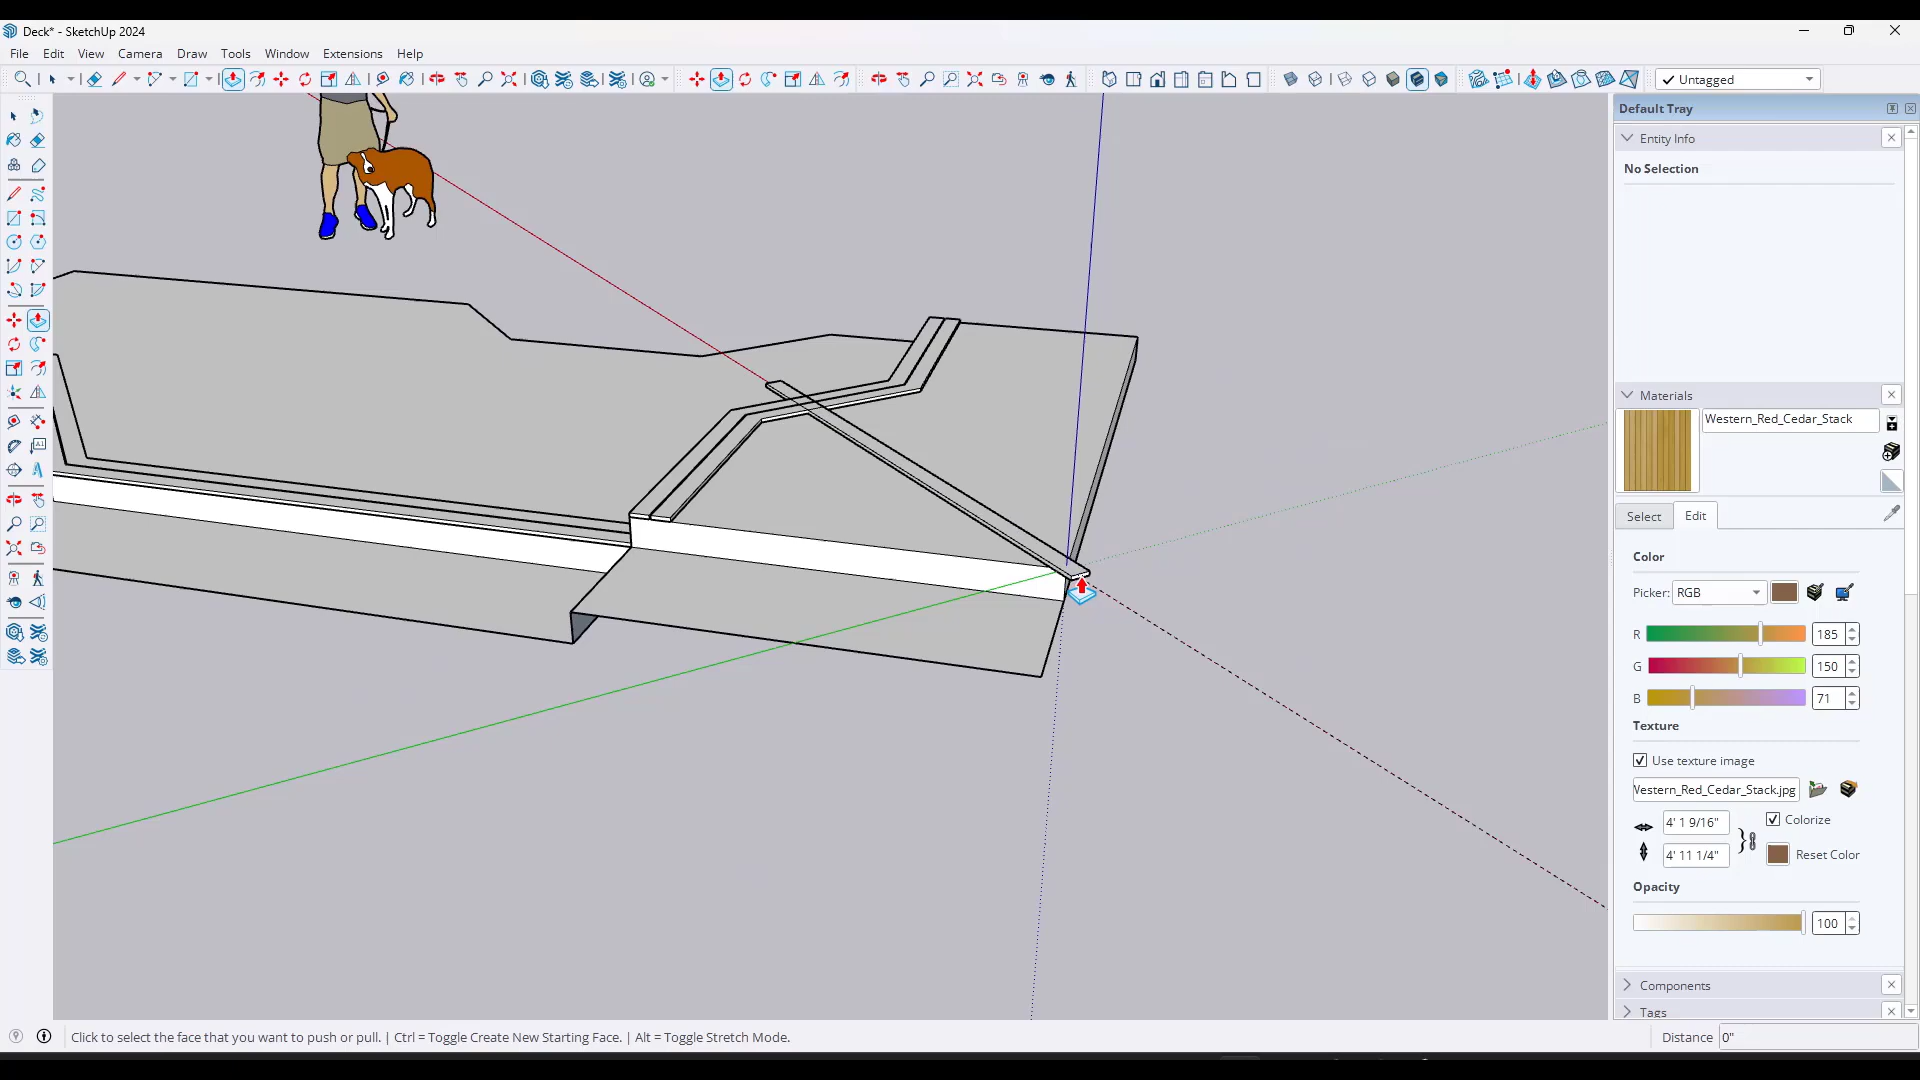 Deck* - SketchUp 2024
File Edit View Camera Draw Tools Window Extensions Help
Untagged
Default Tray
Entity Info
No Selection
Materials
Western_Red_Cedar_Stack
Select Edit
Color
Picker: RGB
R 185
G 150
B 71
Texture
Use texture image
Western_Red_Cedar_Stack.jpg
4' 1 9/16" Colorize
4' 11 1/4" Reset Color
Opacity
100
Components
Tags
Click to select the face that you want to push or pull. | Ctrl = Toggle Create New Starting Face. | Alt = Toggle Stretch Mode. Distance 0"